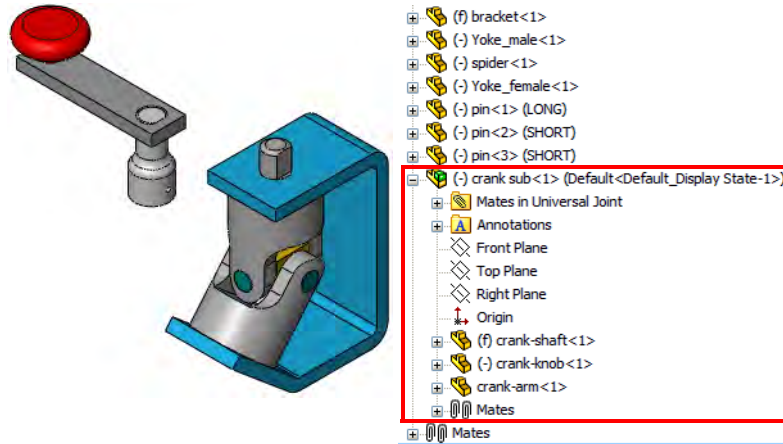 (f) bracket<1>
(-) Yoke_male<1>
(-) spider<1>
(-) Yoke_female<1>
(-) pin<1> (LONG)
(-) pin<2> (SHORT)
(-) pin<3> (SHORT)
(-) crank sub<1> (Default<Default_Display State-1>)
Mates in Universal Joint
A Annotations
Front Plane
Top Plane
Right Plane
Origin
(f) crank-shaft<1>
(-) crank-knob<1>
crank-arm<1>
Mates
Mates